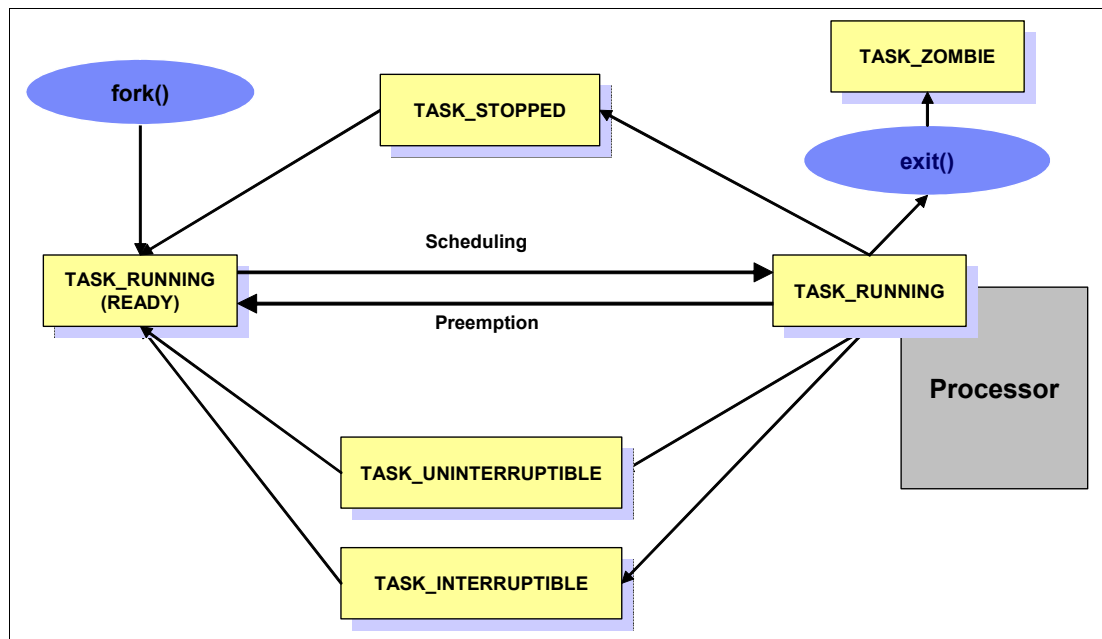 TASK_ZOMBIE
fork()
TASK_STOPPED
exit()
Scheduling
TASK_RUNNING
(READY)
TASK_RUNNING
Preemption
Processor
TASK_UNINTERRUPTIBLE
TASK_INTERRUPTIBLE